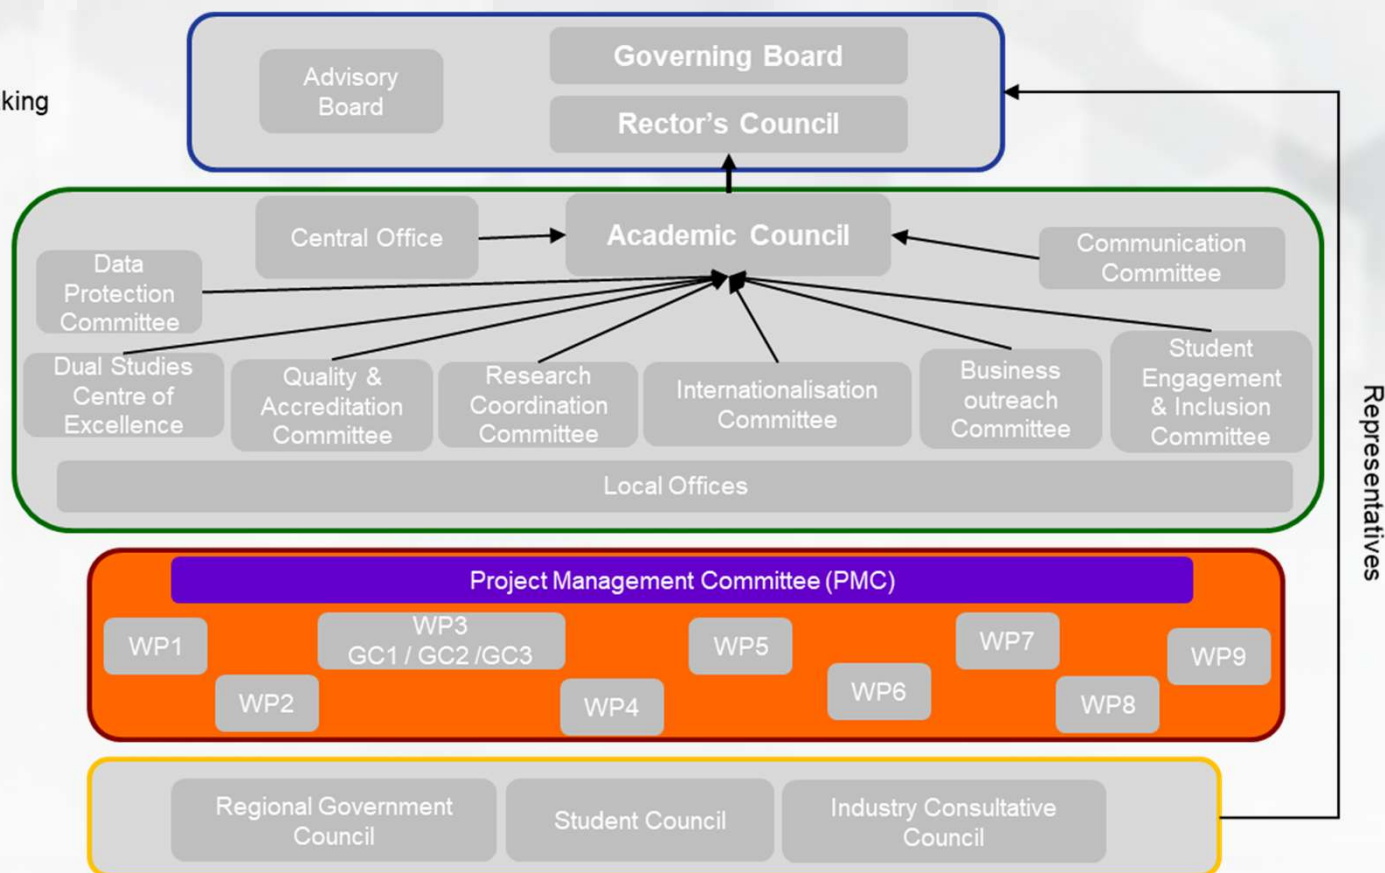 Governing Board
Advisory
Board
Rector's Council
Central Office
Academic Council
Communication
Committee
Data
Protection
Committee
Dual Studies
Centre of
Excellence
Quality &
Accreditation
Committee
Research
Coordination
Committee
Internationalisation
Committee
Business
outreach
Committee
Student
Engagement
& Inclusion
Committee
Local Offices
Representatives
Project Management Committee (PMC)
WP1
WP2
WP3
GC1 / GC2 /GC3
WP4
WP5
WP6
WP7
WP8
WP9
Regional Government
Council
Student Council
Industry Consultative
Council